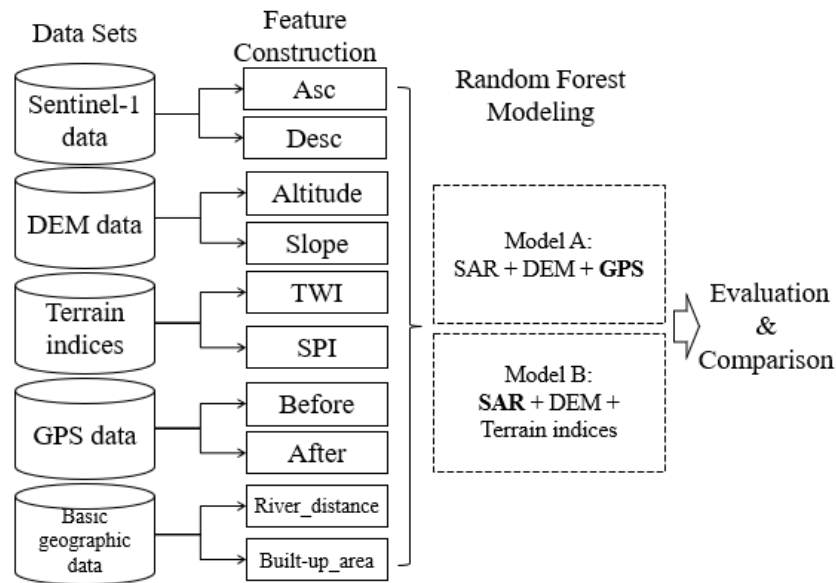 Data Sets
Feature
Construction
Random Forest
Modeling
Sentinel-1
data
Asc
Desc
DEM data
Altitude
Slope
Terrain
indices
TWI
SPI
GPS data
Before
After
Basic
geographic
data
River_distance
Built-up_area
Model A:
SAR + DEM + GPS
Model B:
SAR + DEM +
Terrain indices
Evaluation
&
Comparison